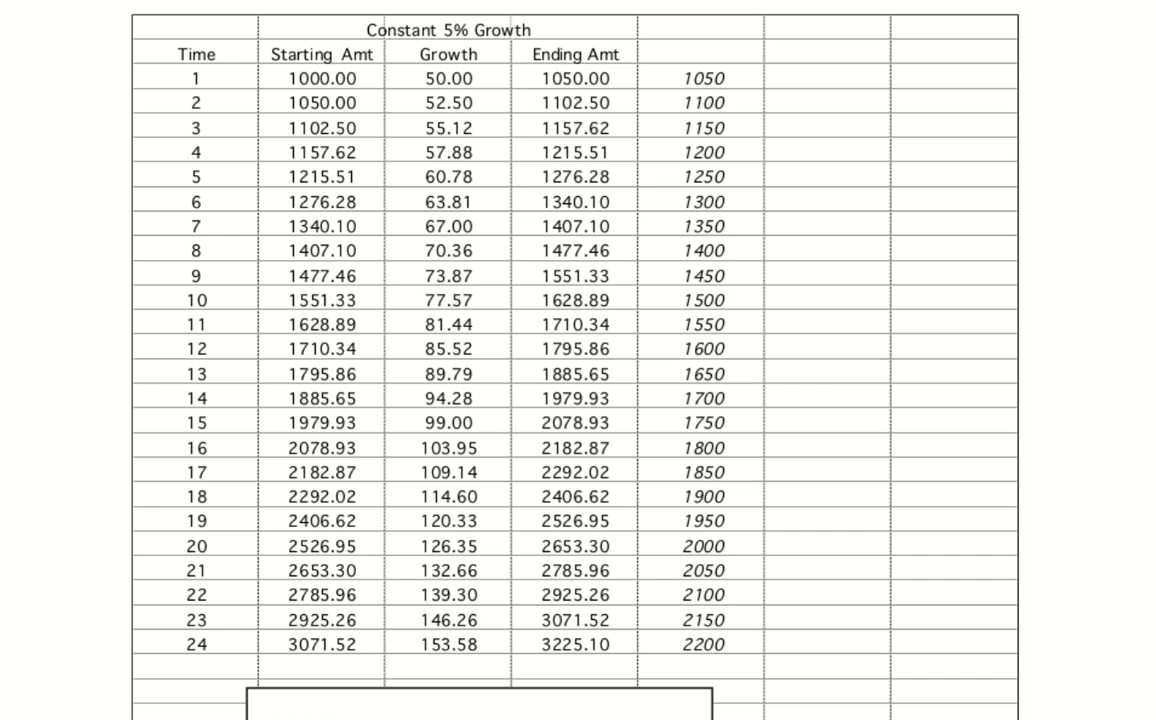 Constant 5% Growth
Time Starting Amt Growth Ending Amt
1 1000.00 50.00 1050.00 1050
2 1050.00 52.50 1102.50 1100
3 1102.50 55.12 1157.62 1150
4 1157.62 57.88 1215.51 1200
5 1215.51 60.78 1276.28 1250
6 1276.28 63.81 1340.10 1300
7 1340.10 67.00 1407.10 1350
8 1407.10 70.36 1477.46 1400
9 1477.46 73.87 1551.33 1450
10 1551.33 77.57 1628.89 1500
11 1628.89 81.44 1710.34 1550
12 1710.34 85.52 1795.86 1600
13 1795.86 89.79 1885.65 1650
14 1885.65 94.28 1979.93 1700
15 1979.93 99.00 2078.93 1750
16 2078.93 103.95 2182.87 1800
17 2182.87 109.14 2292.02 1850
18 2292.02 114.60 2406.62 1900
19 2406.62 120.33 2526.95 1950
20 2526.95 126.35 2653.30 2000
21 2653.30 132.66 2785.96 2050
22 2785.96 139.30 2925.26 2100
23 2925.26 146.26 3071.52 2150
24 3071.52 153.58 3225.10 2200